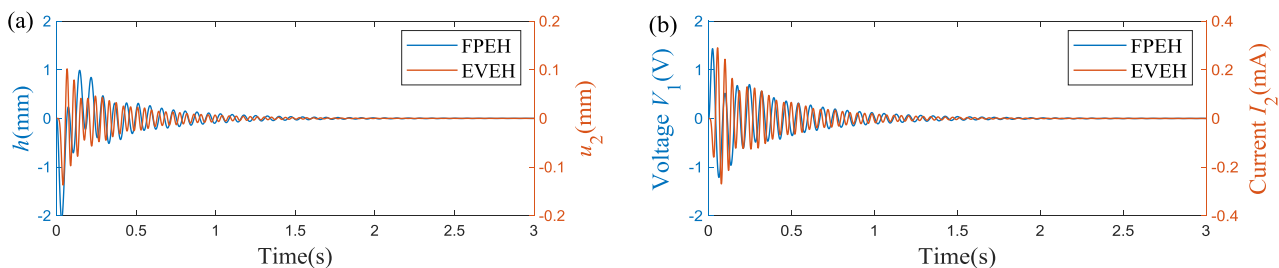 (a)
2
1
0
-1
-2
h(mm)
FPEH
EVEH
0.2
0.1
0
-0.1
-0.2
u2(mm)
0 0.5 1 1.5 2 2.5 3
Time(s)
(b)
2
1
0
-1
-2
Voltage V1(V)
FPEH
EVEH
0.4
0.2
0
-0.2
-0.4
Current I2(mA)
0 0.5 1 1.5 2 2.5 3
Time(s)